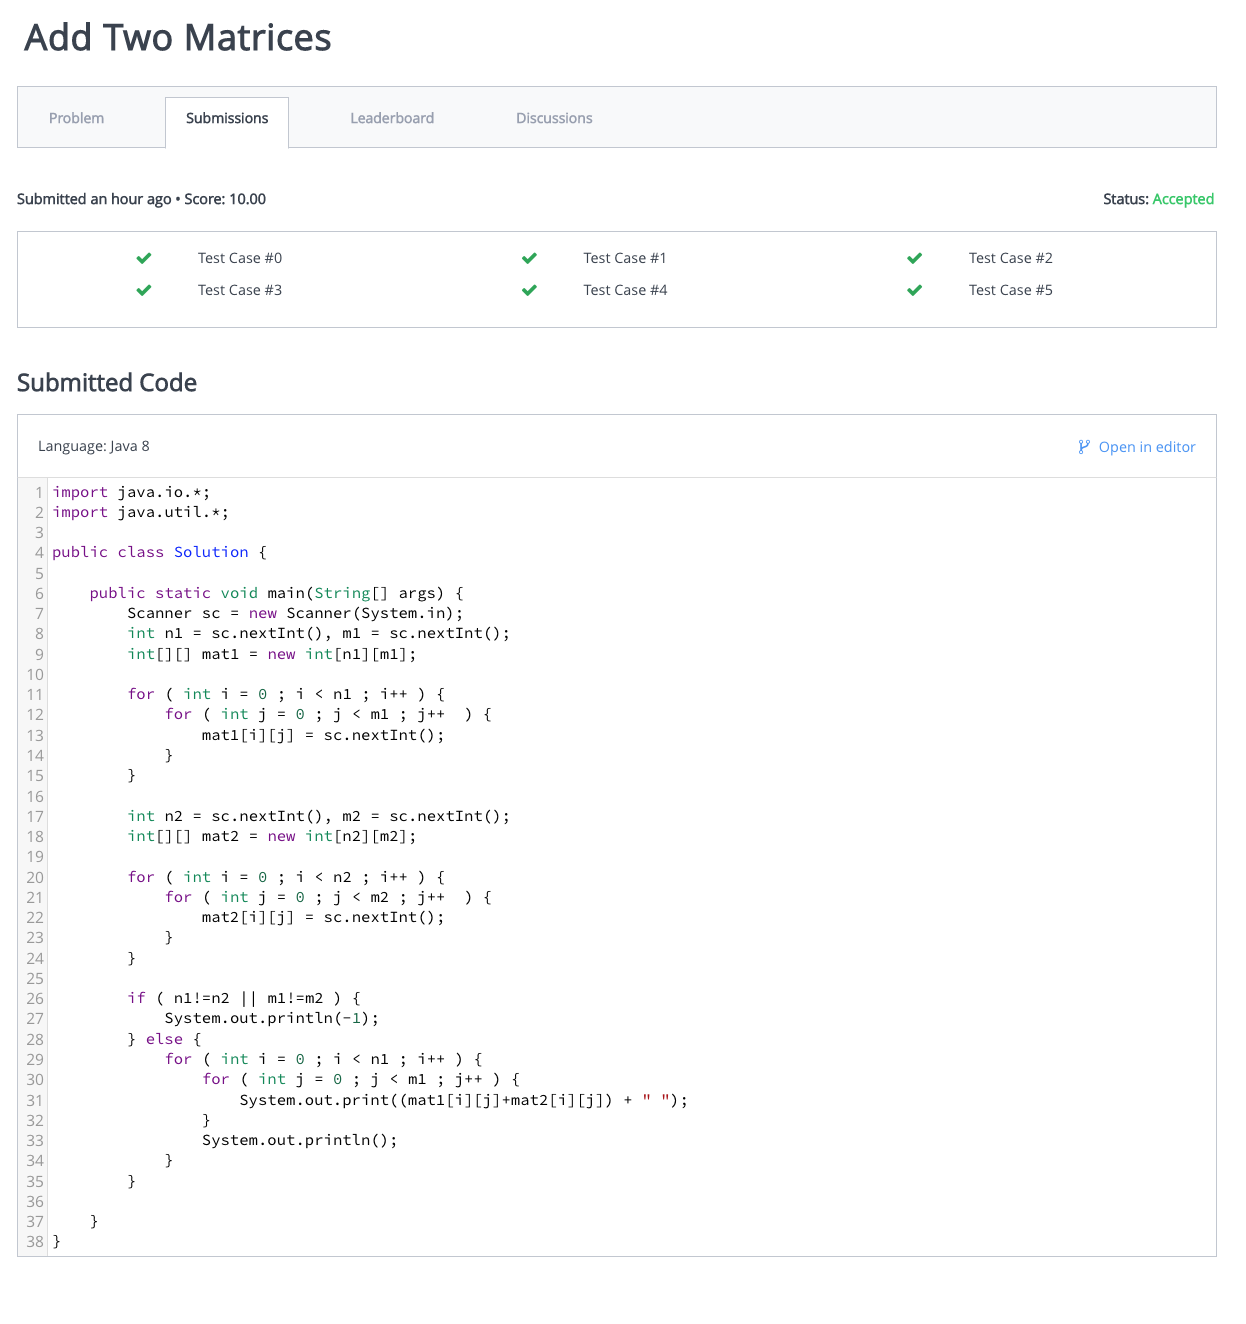 Add Two Matrices
Problem Submissions Leaderboard Discussions
Submitted an hour ago • Score: 10.00 Status: Accepted
Test Case #0 Test Case #1 Test Case #2
Test Case #3 Test Case #4 Test Case #5
Submitted Code
Language: Java 8 Open in editor
1 import java.io.*;
2 import java.util.*;
3
4 public class Solution {
5
6     public static void main(String[] args) {
7         Scanner sc = new Scanner(System.in);
8         int n1 = sc.nextInt(), m1 = sc.nextInt();
9         int[][] mat1 = new int[n1][m1];
10
11         for ( int i = 0 ; i < n1 ; i++ ) {
12             for ( int j = 0 ; j < m1 ; j++  ) {
13                 mat1[i][j] = sc.nextInt();
14             }
15         }
16
17         int n2 = sc.nextInt(), m2 = sc.nextInt();
18         int[][] mat2 = new int[n2][m2];
19
20         for ( int i = 0 ; i < n2 ; i++ ) {
21             for ( int j = 0 ; j < m2 ; j++  ) {
22                 mat2[i][j] = sc.nextInt();
23             }
24         }
25
26         if ( n1!=n2 || m1!=m2 ) {
27             System.out.println(-1);
28         } else {
29             for ( int i = 0 ; i < n1 ; i++ ) {
30                 for ( int j = 0 ; j < m1 ; j++ ) {
31                     System.out.print((mat1[i][j]+mat2[i][j]) + " ");
32                 }
33                 System.out.println();
34             }
35         }
36
37     }
38 }